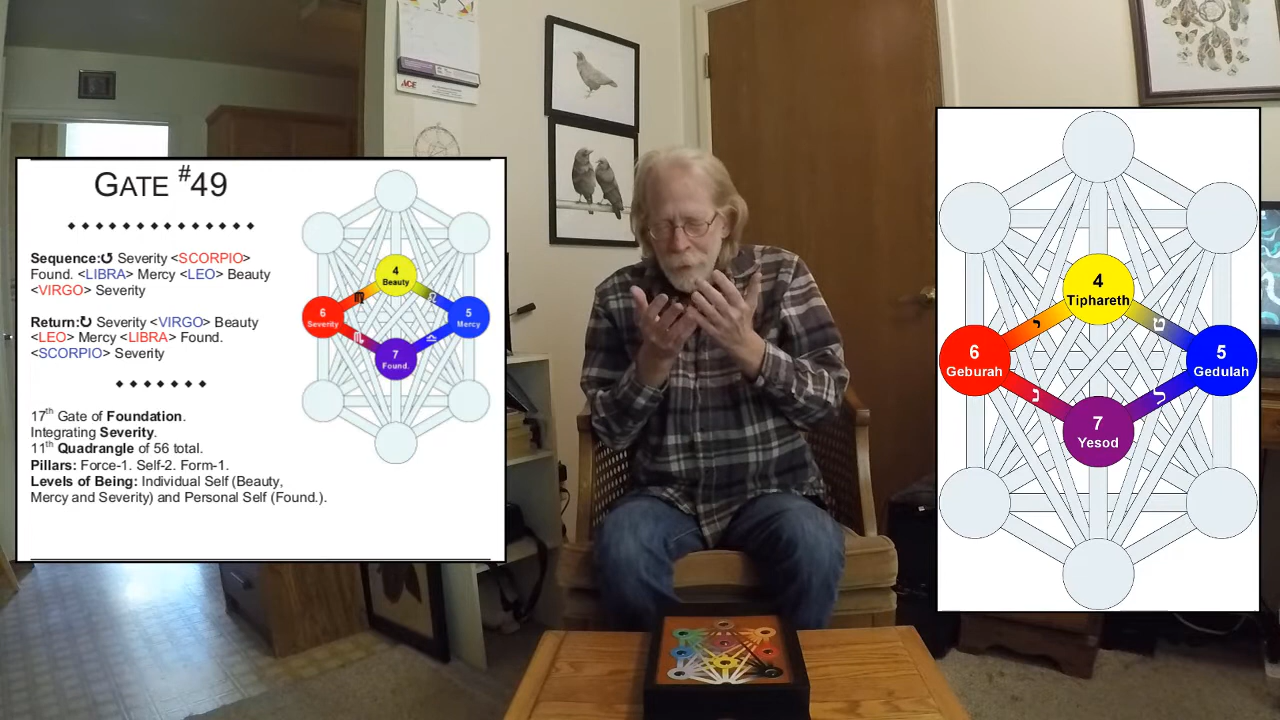 GATE #49
Sequence:↺ Severity <SCORPIO>
Found. <LIBRA> Mercy <LEO> Beauty
<VIRGO> Severity
Return:↻ Severity <VIRGO> Beauty
<LEO> Mercy <LIBRA> Found.
<SCORPIO> Severity
17th Gate of Foundation.
Integrating Severity.
11th Quadrangle of 56 total.
Pillars: Force-1. Self-2. Form-1.
Levels of Being: Individual Self (Beauty,
Mercy and Severity) and Personal Self (Found.).
4
Beauty
♍ ♌
6
Severity
5
Mercy
♏ ♎
7
Found.
ACE
4
Tiphareth
י ט
6
Geburah
5
Gedulah
נ ל
7
Yesod